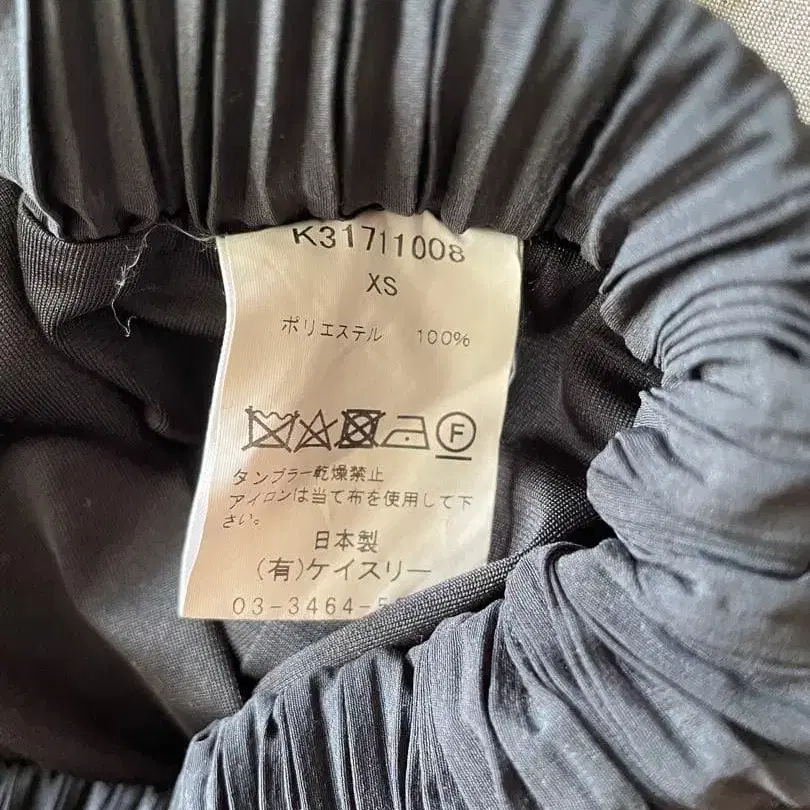 K31711008
XS
ポリエステル 100%
F
タンブラー乾燥禁止
アイロンは当て布を使用して下
さい。
日本製
(有)ケイスリー
03-3464-